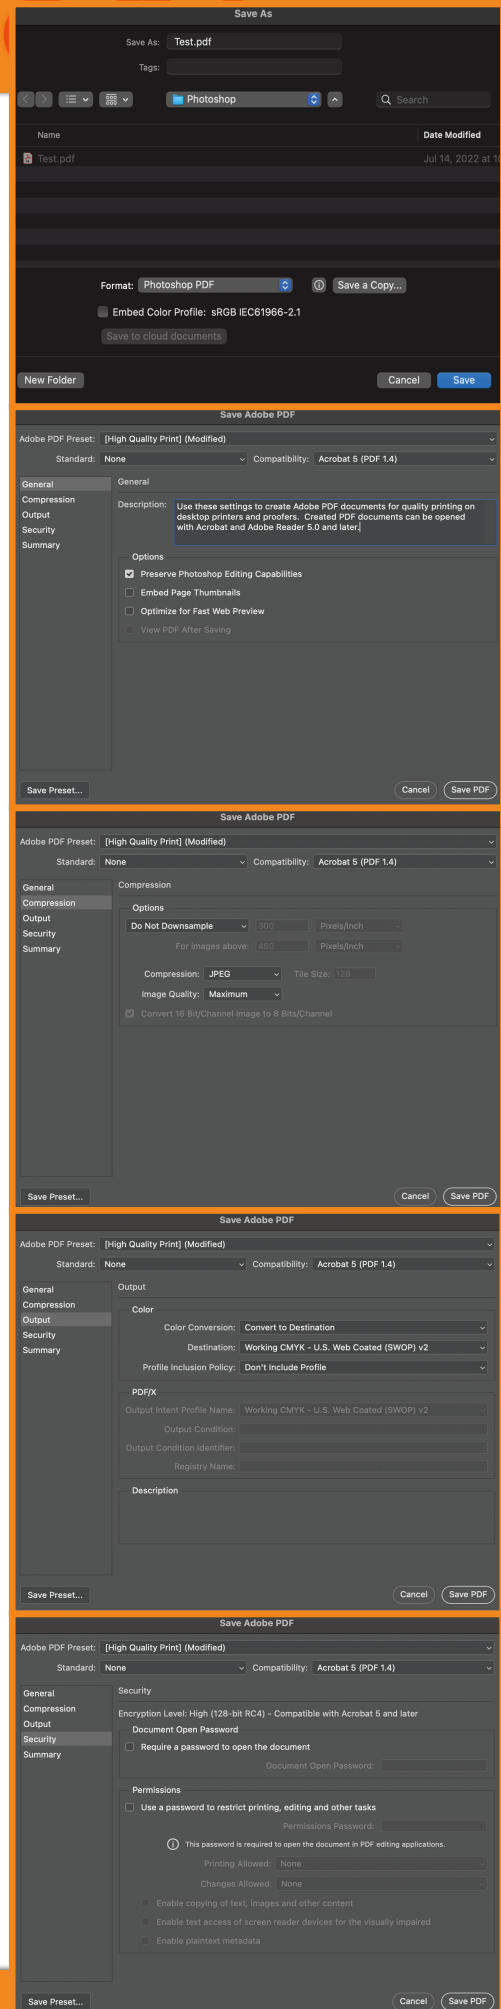 Save As
Save As: Test.pdf
Tags:
Photoshop
Search
Name Date Modified
Test.pdf Jul 14, 2022 at
Format: Photoshop PDF Save a Copy...
Embed Color Profile: sRGB IEC61966-2.1
Save to cloud documents
New Folder Cancel Save
Save Adobe PDF
Adobe PDF Preset: [High Quality Print] (Modified)
Standard: None Compatibility: Acrobat 5 (PDF 1.4)
General
Compression
Output
Security
Summary
General
Description: Use these settings to create Adobe PDF documents for quality printing on
desktop printers and proofers. Created PDF documents can be opened
with Acrobat and Adobe Reader 5.0 and later.
Options
Preserve Photoshop Editing Capabilities
Embed Page Thumbnails
Optimize for Fast Web Preview
View PDF After Saving
Save Preset... Cancel Save PDF
Save Adobe PDF
Adobe PDF Preset: [High Quality Print] (Modified)
Standard: None Compatibility: Acrobat 5 (PDF 1.4)
General
Compression
Output
Security
Summary
Compression
Options
Do Not Downsample 300 Pixels/Inch
For images above: 450 Pixels/Inch
Compression: JPEG Tile Size: 128
Image Quality: Maximum
Convert 16 Bit/Channel Image to 8 Bits/Channel
Save Preset... Cancel Save PDF
Save Adobe PDF
Adobe PDF Preset: [High Quality Print] (Modified)
Standard: None Compatibility: Acrobat 5 (PDF 1.4)
General
Compression
Output
Security
Summary
Output
Color
Color Conversion: Convert to Destination
Destination: Working CMYK - U.S. Web Coated (SWOP) v2
Profile Inclusion Policy: Don't Include Profile
PDF/X
Output Intent Profile Name: Working CMYK - U.S. Web Coated (SWOP) v2
Output Condition:
Output Condition Identifier:
Registry Name:
Description
Save Preset... Cancel Save PDF
Save Adobe PDF
Adobe PDF Preset: [High Quality Print] (Modified)
Standard: None Compatibility: Acrobat 5 (PDF 1.4)
General
Compression
Output
Security
Summary
Security
Encryption Level: High (128-bit RC4) - Compatible with Acrobat 5 and later
Document Open Password
Require a password to open the document
Document Open Password:
Permissions
Use a password to restrict printing, editing and other tasks
Permissions Password:
This password is required to open the document in PDF editing applications.
Printing Allowed: None
Changes Allowed: None
Enable copying of text, images and other content
Enable text access of screen reader devices for the visually impaired
Enable plaintext metadata
Save Preset... Cancel Save PDF